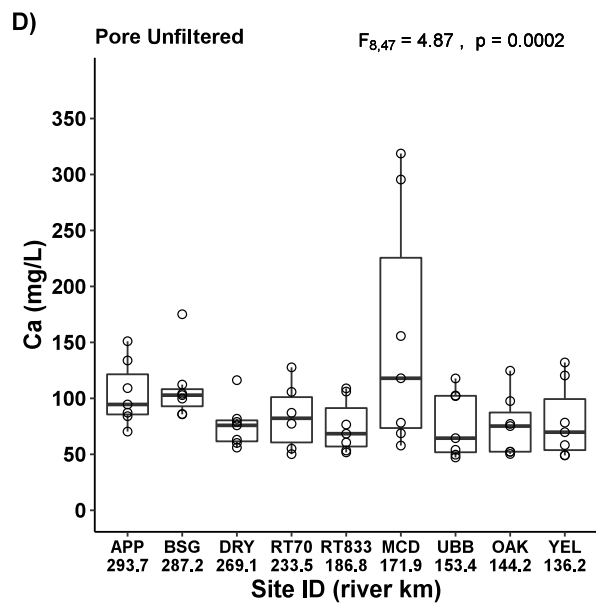 D)
Pore Unfiltered
F8,47 = 4.87 , p = 0.0002
Ca (mg/L)
350
300
250
200
150
100
50
0
APP BSG DRY RT70 RT833 MCD UBB OAK YEL
293.7 287.2 269.1 233.5 186.8 171.9 153.4 144.2 136.2
Site ID (river km)